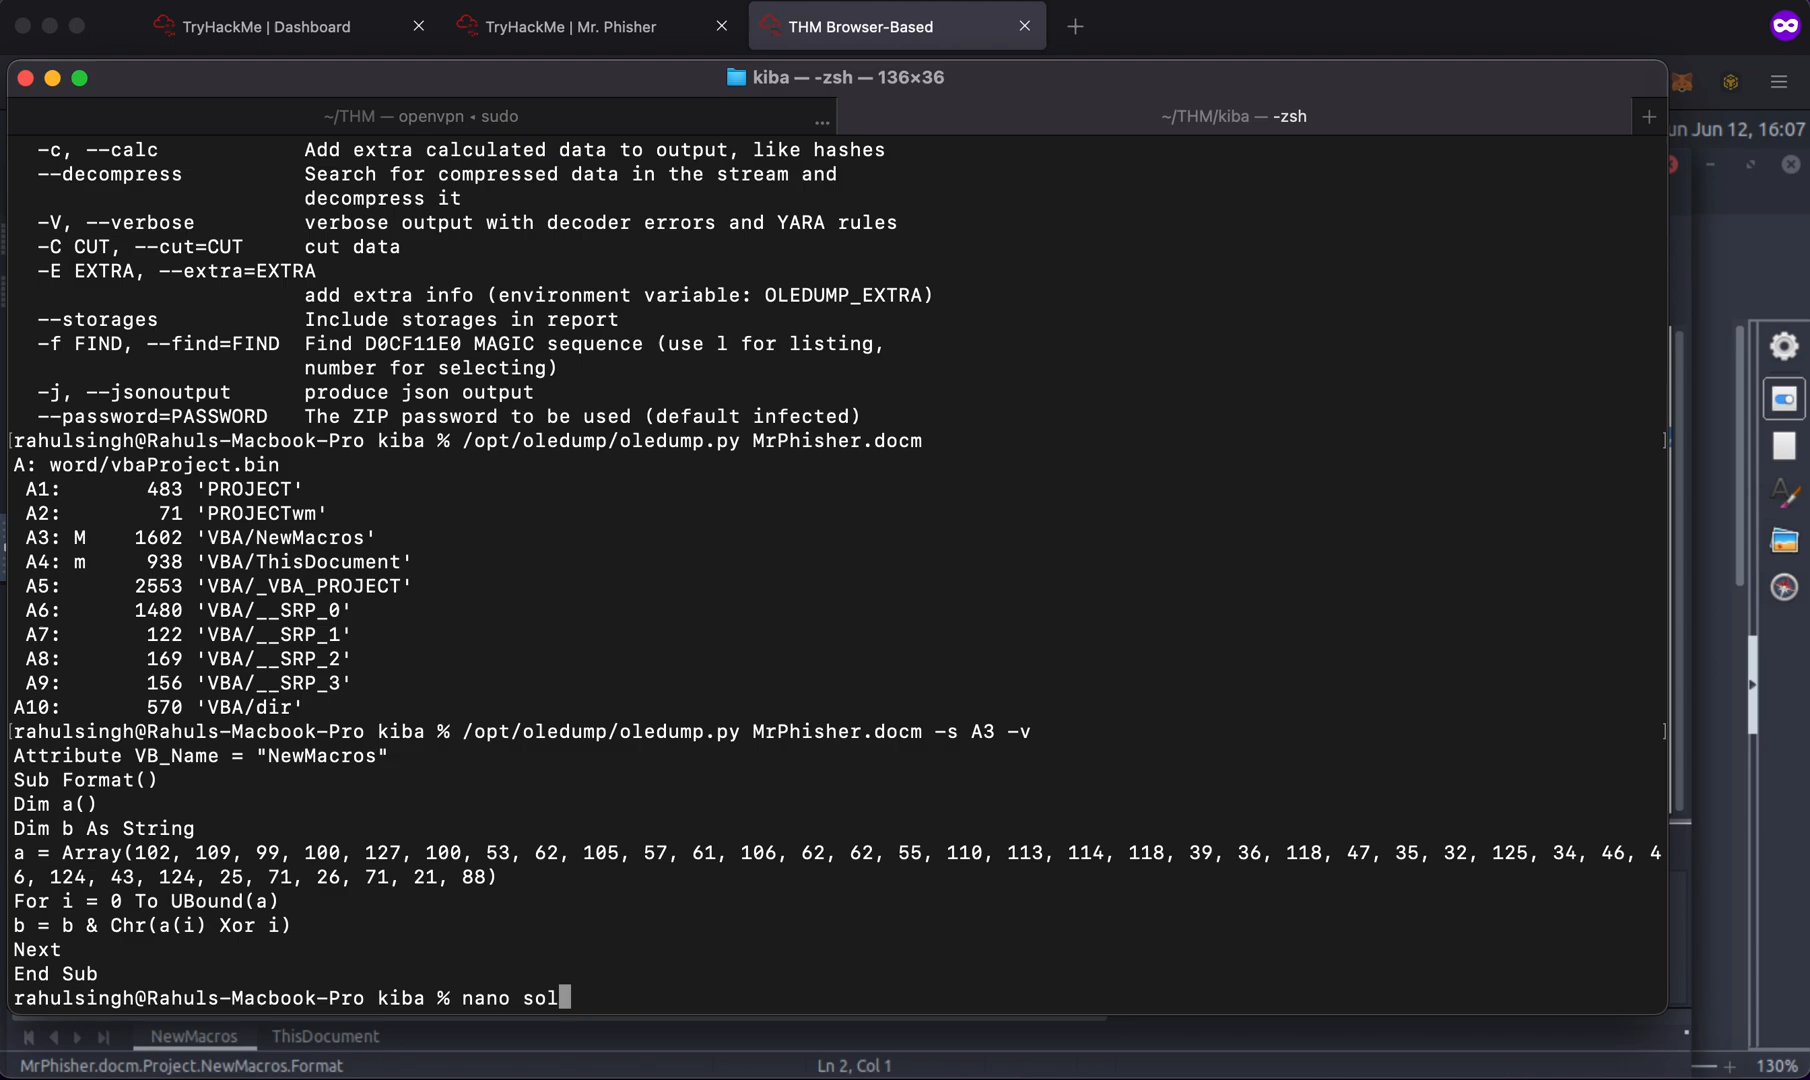 TryHackMe | Dashboard
TryHackMe | Mr. Phisher
THM Browser-Based
kiba — -zsh — 136×36
~/THM — openvpn ◂ sudo
...
~/THM/kiba — -zsh
un Jun 12, 16:07
-c, --calc            Add extra calculated data to output, like hashes
--decompress          Search for compressed data in the stream and
decompress it
-V, --verbose         verbose output with decoder errors and YARA rules
-C CUT, --cut=CUT     cut data
-E EXTRA, --extra=EXTRA
add extra info (environment variable: OLEDUMP_EXTRA)
--storages            Include storages in report
-f FIND, --find=FIND  Find D0CF11E0 MAGIC sequence (use l for listing,
number for selecting)
-j, --jsonoutput      produce json output
--password=PASSWORD   The ZIP password to be used (default infected)
[rahulsingh@Rahuls-Macbook-Pro kiba % /opt/oledump/oledump.py MrPhisher.docm ]
A: word/vbaProject.bin
A1:       483 'PROJECT'
A2:        71 'PROJECTwm'
A3: M    1602 'VBA/NewMacros'
A4: m     938 'VBA/ThisDocument'
A5:      2553 'VBA/_VBA_PROJECT'
A6:      1480 'VBA/__SRP_0'
A7:       122 'VBA/__SRP_1'
A8:       169 'VBA/__SRP_2'
A9:       156 'VBA/__SRP_3'
A10:       570 'VBA/dir'
[rahulsingh@Rahuls-Macbook-Pro kiba % /opt/oledump/oledump.py MrPhisher.docm -s A3 -v ]
Attribute VB_Name = "NewMacros"
Sub Format()
Dim a()
Dim b As String
a = Array(102, 109, 99, 100, 127, 100, 53, 62, 105, 57, 61, 106, 62, 62, 55, 110, 113, 114, 118, 39, 36, 118, 47, 35, 32, 125, 34, 46, 4
6, 124, 43, 124, 25, 71, 26, 71, 21, 88)
For i = 0 To UBound(a)
b = b & Chr(a(i) Xor i)
Next
End Sub
rahulsingh@Rahuls-Macbook-Pro kiba % nano sol
NewMacros
ThisDocument
MrPhisher.docm.Project.NewMacros.Format
Ln 2, Col 1
130%